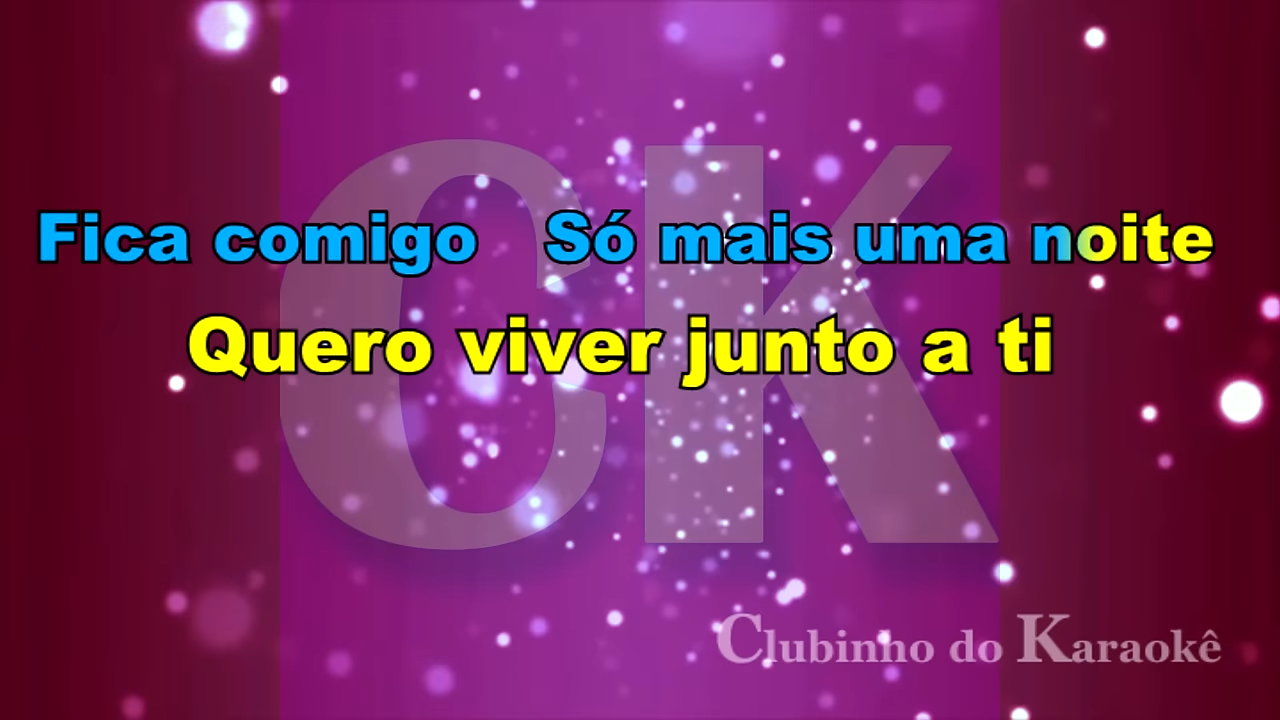 Fica comigo Só mais uma noite
Quero viver junto a ti
CK
Clubinho do Karaokê